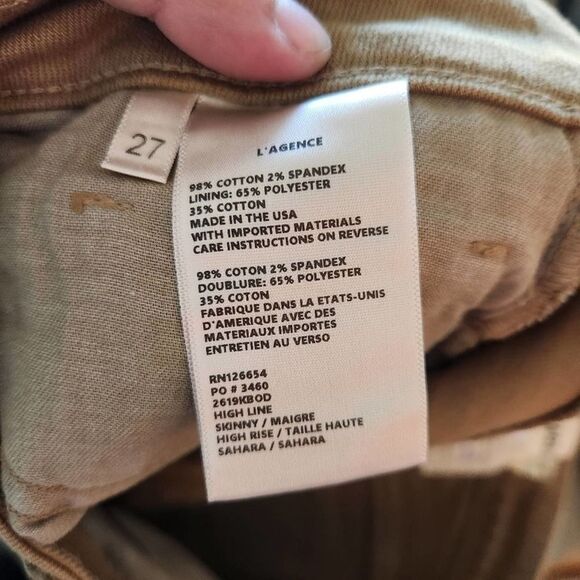 27
L'AGENCE
98% COTTON 2% SPANDEX
LINING: 65% POLYESTER
35% COTTON
MADE IN THE USA
WITH IMPORTED MATERIALS
CARE INSTRUCTIONS ON REVERSE
98% COTON 2% SPANDEX
DOUBLURE: 65% POLYESTER
35% COTON
FABRIQUE DANS LA ETATS-UNIS
D'AMERIQUE AVEC DES
MATERIAUX IMPORTES
ENTRETIEN AU VERSO
RN126654
PO # 3460
2619KBOD
HIGH LINE
SKINNY / MAIGRE
HIGH RISE / TAILLE HAUTE
SAHARA / SAHARA